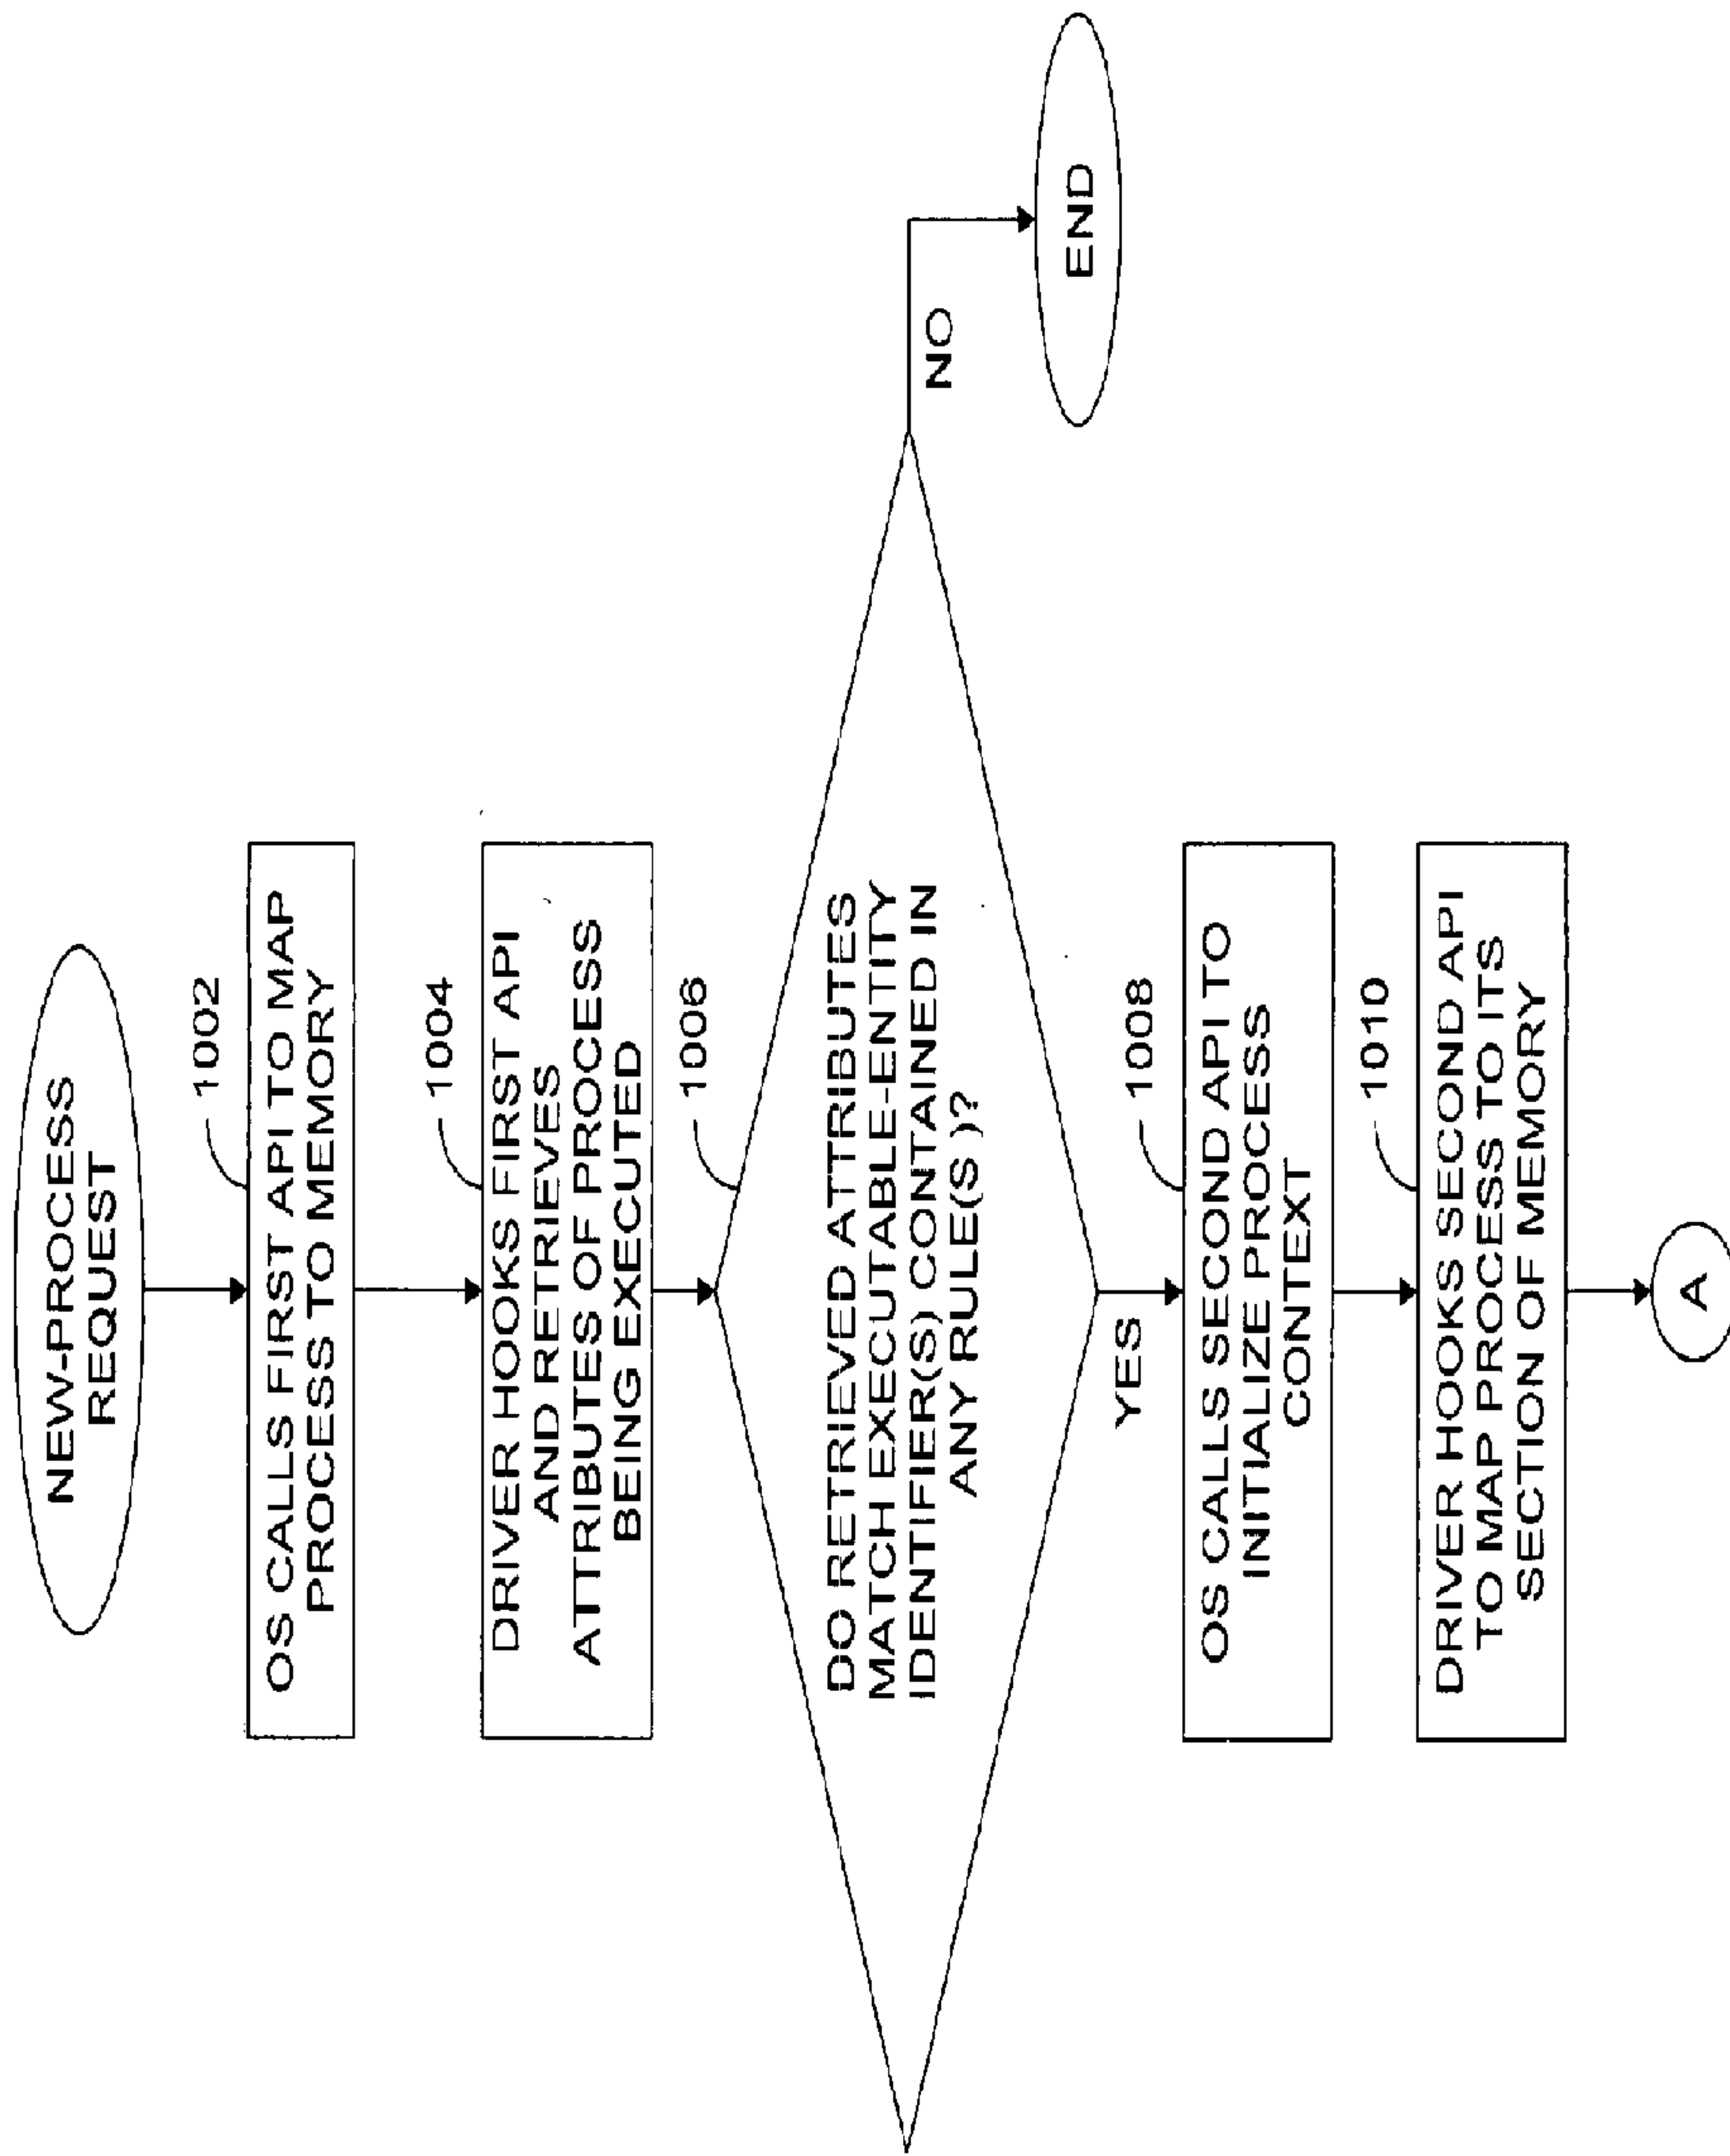 NEW-PROCESS
REQUEST
1002
OS CALLS FIRST API TO MAP
PROCESS TO MEMORY
1004
DRIVER HOOKS FIRST API
AND RETRIEVES
ATTRIBUTES OF PROCESS
BEING EXECUTED
1006
DO RETRIEVED ATTRIBUTES
MATCH EXECUTABLE-ENTITY
IDENTIFIER(S) CONTAINED IN
ANY RULE(S)?
NO
END
YES
1008
OS CALLS SECOND API TO
INITIALIZE PROCESS
CONTEXT
1010
DRIVER HOOKS SECOND API
TO MAP PROCESS TO ITS
SECTION OF MEMORY
A